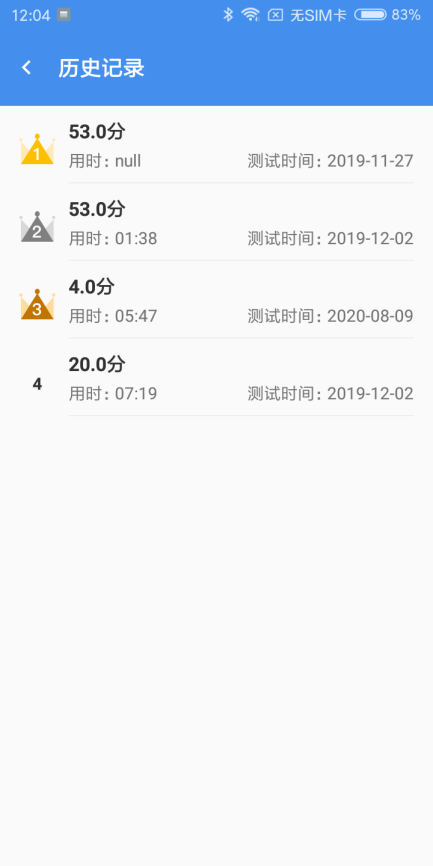 12:04 无SIM卡 83%
历史记录
1 53.0分
用时: null 测试时间: 2019-11-27
2 53.0分
用时: 01:38 测试时间: 2019-12-02
3 4.0分
用时: 05:47 测试时间: 2020-08-09
4 20.0分
用时: 07:19 测试时间: 2019-12-02